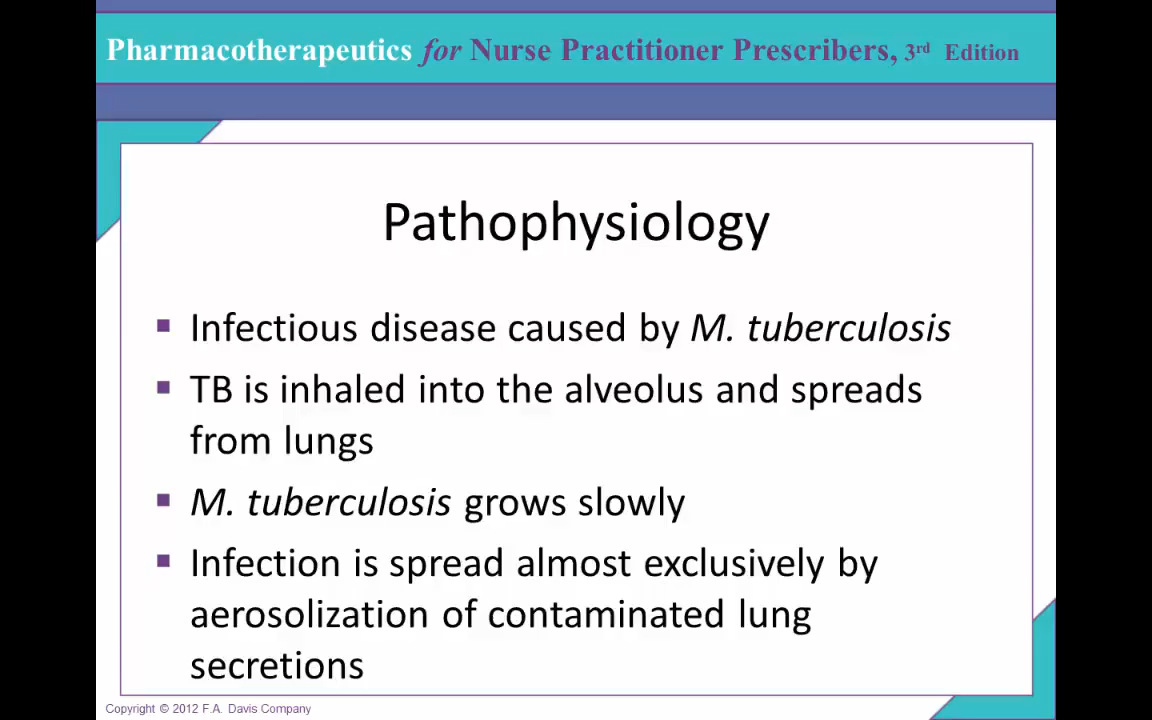 Pharmacotherapeutics for Nurse Practitioner Prescribers, 3rd Edition
Pathophysiology
▪ Infectious disease caused by M. tuberculosis
▪ TB is inhaled into the alveolus and spreads
from lungs
▪ M. tuberculosis grows slowly
▪ Infection is spread almost exclusively by
aerosolization of contaminated lung
secretions
Copyright © 2012 F.A. Davis Company